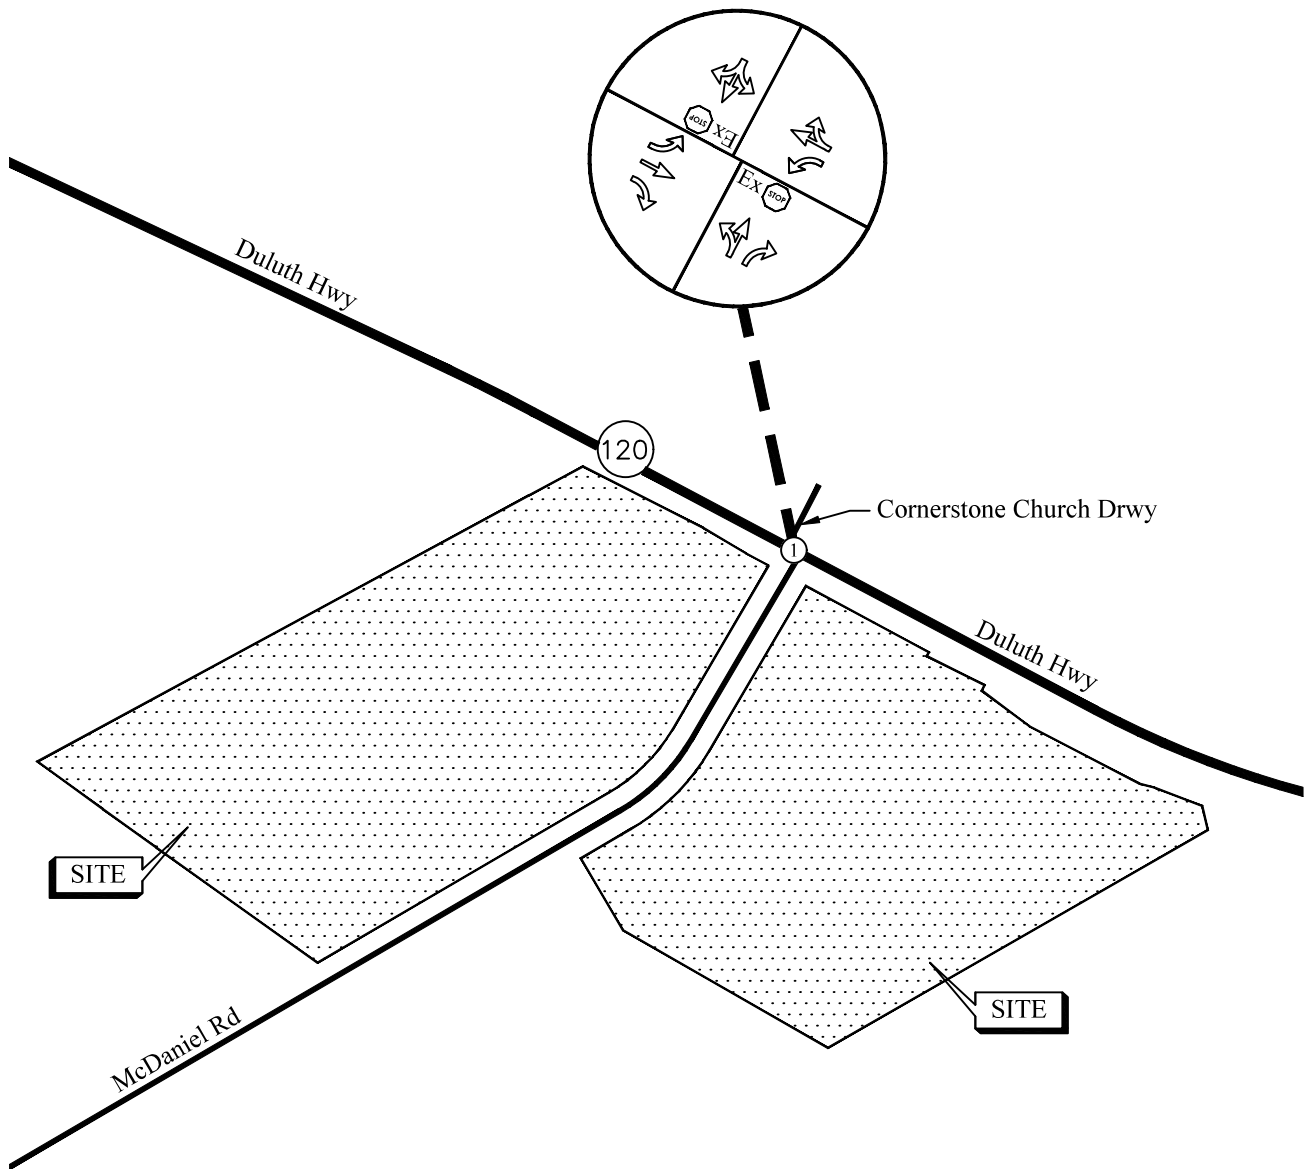 STOP
Ex
Ex
STOP
Duluth Hwy
120
Cornerstone Church Drwy
1
Duluth Hwy
SITE
SITE
McDaniel Rd